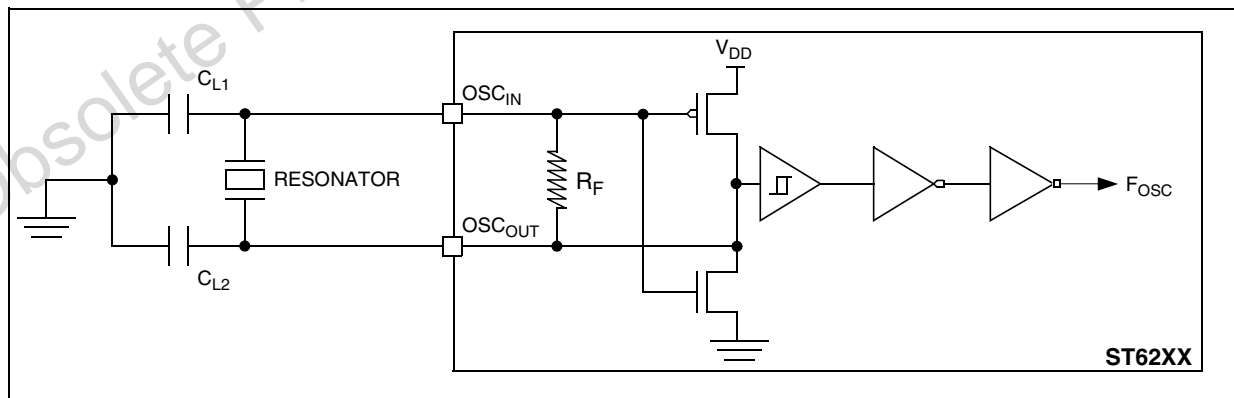 obsolete P
V_DD
C_L1
OSC_IN
RESONATOR
R_F
F_OSC
OSC_OUT
C_L2
ST62XX